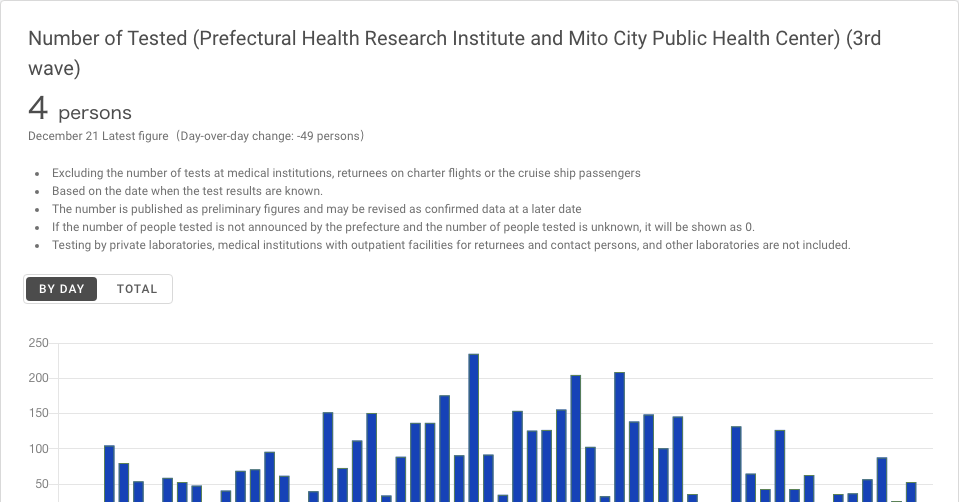 Number of Tested (Prefectural Health Research Institute and Mito City Public Health Center) (3rd
wave)
4 persons
December 21 Latest figure（Day-over-day change: -49 persons）
Excluding the number of tests at medical institutions, returnees on charter flights or the cruise ship passengers
Based on the date when the test results are known.
The number is published as preliminary figures and may be revised as confirmed data at a later date
If the number of people tested is not announced by the prefecture and the number of people tested is unknown, it will be shown as 0.
Testing by private laboratories, medical institutions with outpatient facilities for returnees and contact persons, and other laboratories are not included.
BY DAY TOTAL
250
200
150
100
50